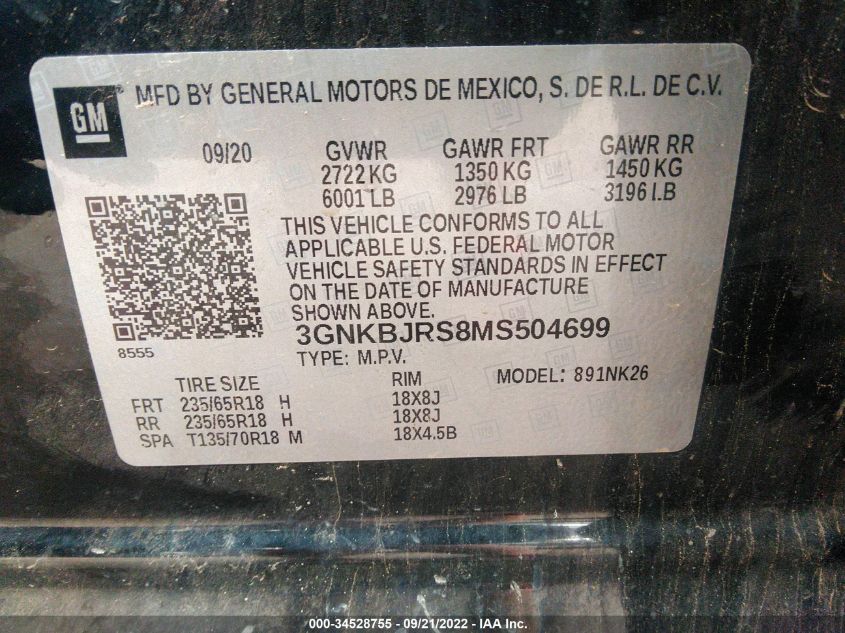 GM
MFD BY GENERAL MOTORS DE MEXICO, S. DE R.L. DE C.V.
09/20 GVWR GAWR FRT GAWR RR
2722 KG 1350 KG 1450 KG
6001 LB 2976 LB 3196 LB
THIS VEHICLE CONFORMS TO ALL
APPLICABLE U.S. FEDERAL MOTOR
VEHICLE SAFETY STANDARDS IN EFFECT
ON THE DATE OF MANUFACTURE
SHOWN ABOVE.
8555
3GNKBJRS8MS504699
TYPE: M.P.V.
MODEL: 891NK26
TIRE SIZE RIM
FRT 235/65R18 H 18X8J
RR 235/65R18 H 18X8J
SPA T135/70R18 M 18X4.5B
000-34528755 - 09/21/2022 - IAA Inc.